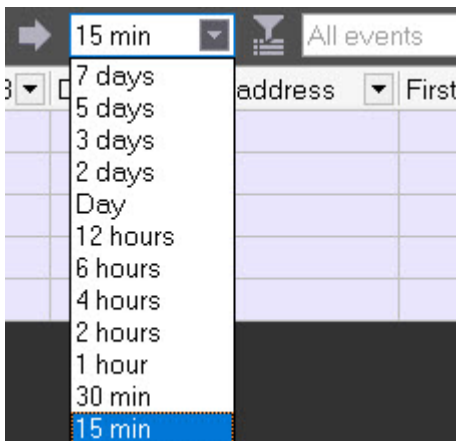 15 min
All events
address
First
7 days
5 days
3 days
2 days
Day
12 hours
6 hours
4 hours
2 hours
1 hour
30 min
15 min